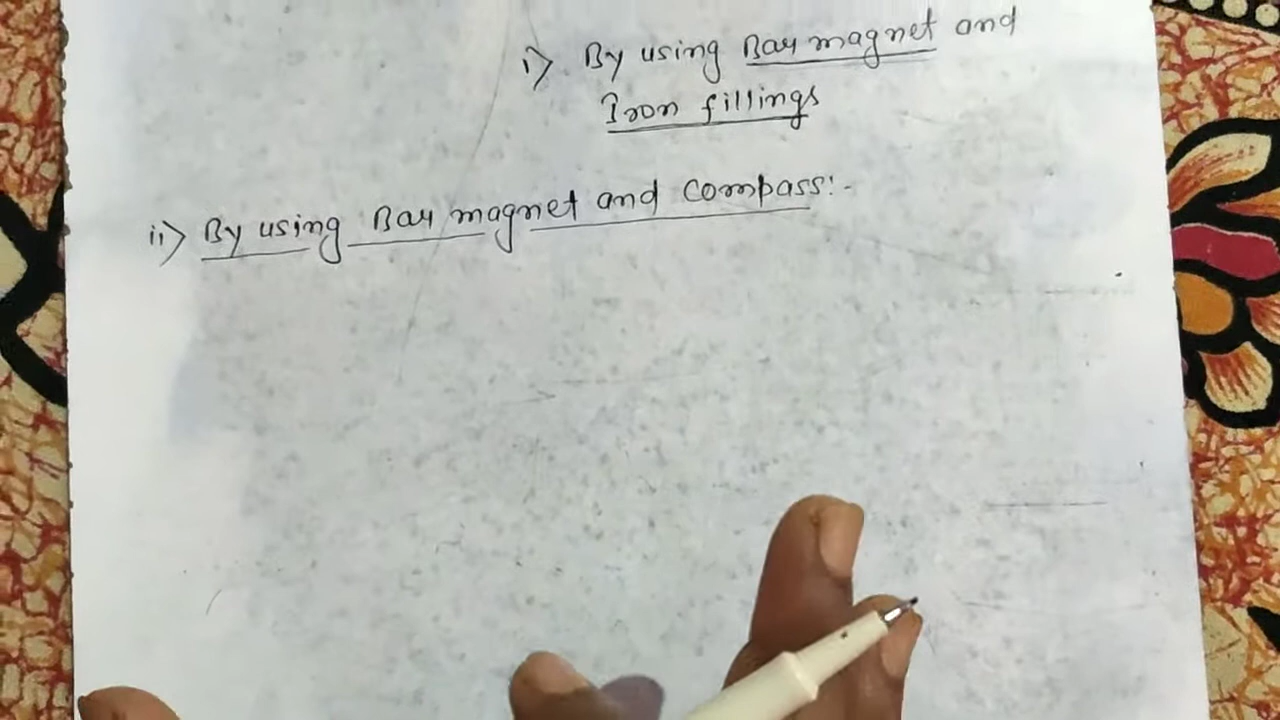 i) By using Bar magnet and
Iron fillings
ii) By using Bar magnet and compass:-